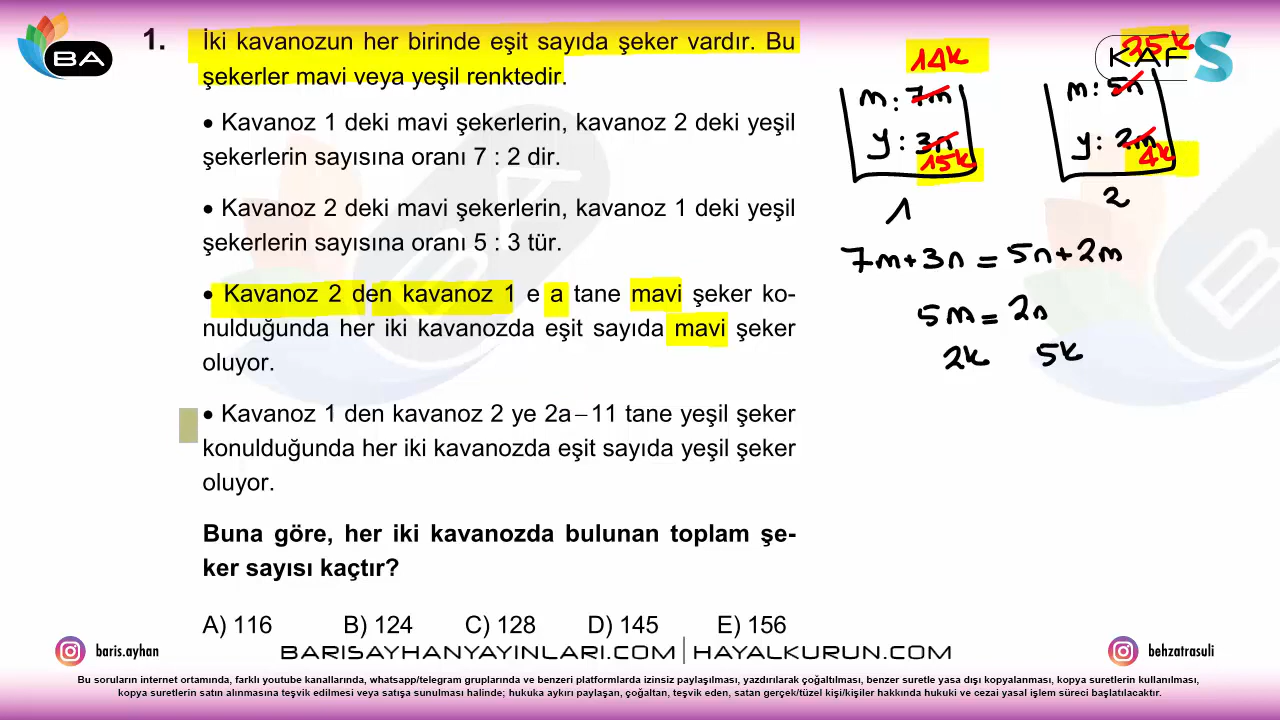 BA
1.
İki kavanozun her birinde eşit sayıda şeker vardır. Bu
şekerler mavi veya yeşil renktedir.
• Kavanoz 1 deki mavi şekerlerin, kavanoz 2 deki yeşil
şekerlerin sayısına oranı 7 : 2 dir.
• Kavanoz 2 deki mavi şekerlerin, kavanoz 1 deki yeşil
şekerlerin sayısına oranı 5 : 3 tür.
• Kavanoz 2 den kavanoz 1 e a tane mavi şeker ko-
nulduğunda her iki kavanozda eşit sayıda mavi şeker
oluyor.
• Kavanoz 1 den kavanoz 2 ye 2a – 11 tane yeşil şeker
konulduğunda her iki kavanozda eşit sayıda yeşil şeker
oluyor.
Buna göre, her iki kavanozda bulunan toplam şe-
ker sayısı kaçtır?
A) 116 B) 124 C) 128 D) 145 E) 156
14k
m: 7m
y: 3n
15k
1
KAF S
25k
m: 5n
y: 2m
4k
2
7m+3n = 5n+2m
5m = 2n
2k 5k
baris.ayhan
BARISAYHANYAYINLARI.COM | HAYALKURUN.COM
behzatrasuli
Bu soruların internet ortamında, farklı youtube kanallarında, whatsapp/telegram gruplarında ve benzeri platformlarda izinsiz paylaşılması, yazdırılarak çoğaltılması, benzer suretle yasa dışı kopyalanması, kopya suretlerin kullanılması,
kopya suretlerin satın alınmasına teşvik edilmesi veya satışa sunulması halinde; hukuka aykırı paylaşan, çoğaltan, teşvik eden, satan gerçek/tüzel kişi/kişiler hakkında hukuki ve cezai yasal işlem süreci başlatılacaktır.